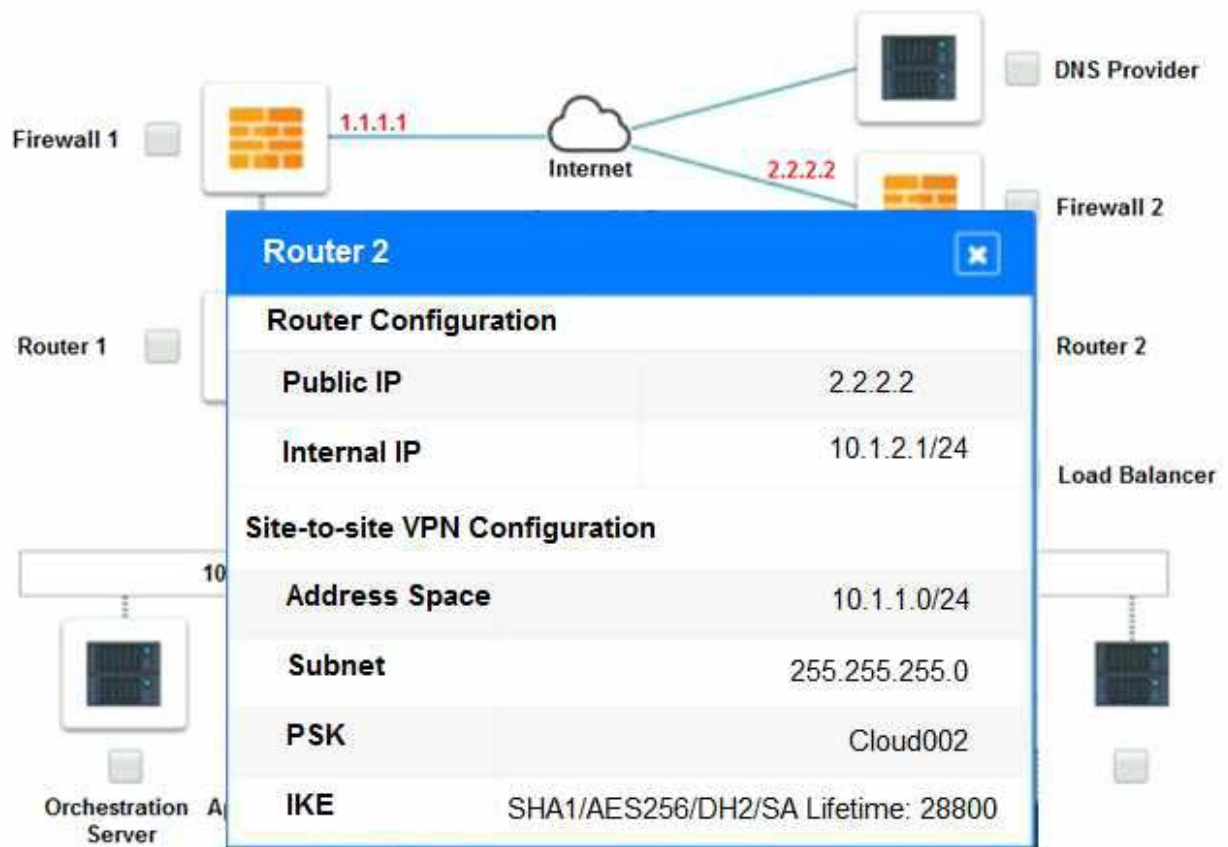 DNS Provider
1.1.1.1
Firewall 1
Internet
2.2.2.2
Firewall 2
Router 2
Router Configuration
Router 1
Router 2
Public IP 2.2.2.2
Internal IP 10.1.2.1/24
Load Balancer
Site-to-site VPN Configuration
10
Address Space 10.1.1.0/24
Subnet 255.255.255.0
PSK Cloud002
IKE SHA1/AES256/DH2/SA Lifetime: 28800
Orchestration
Server